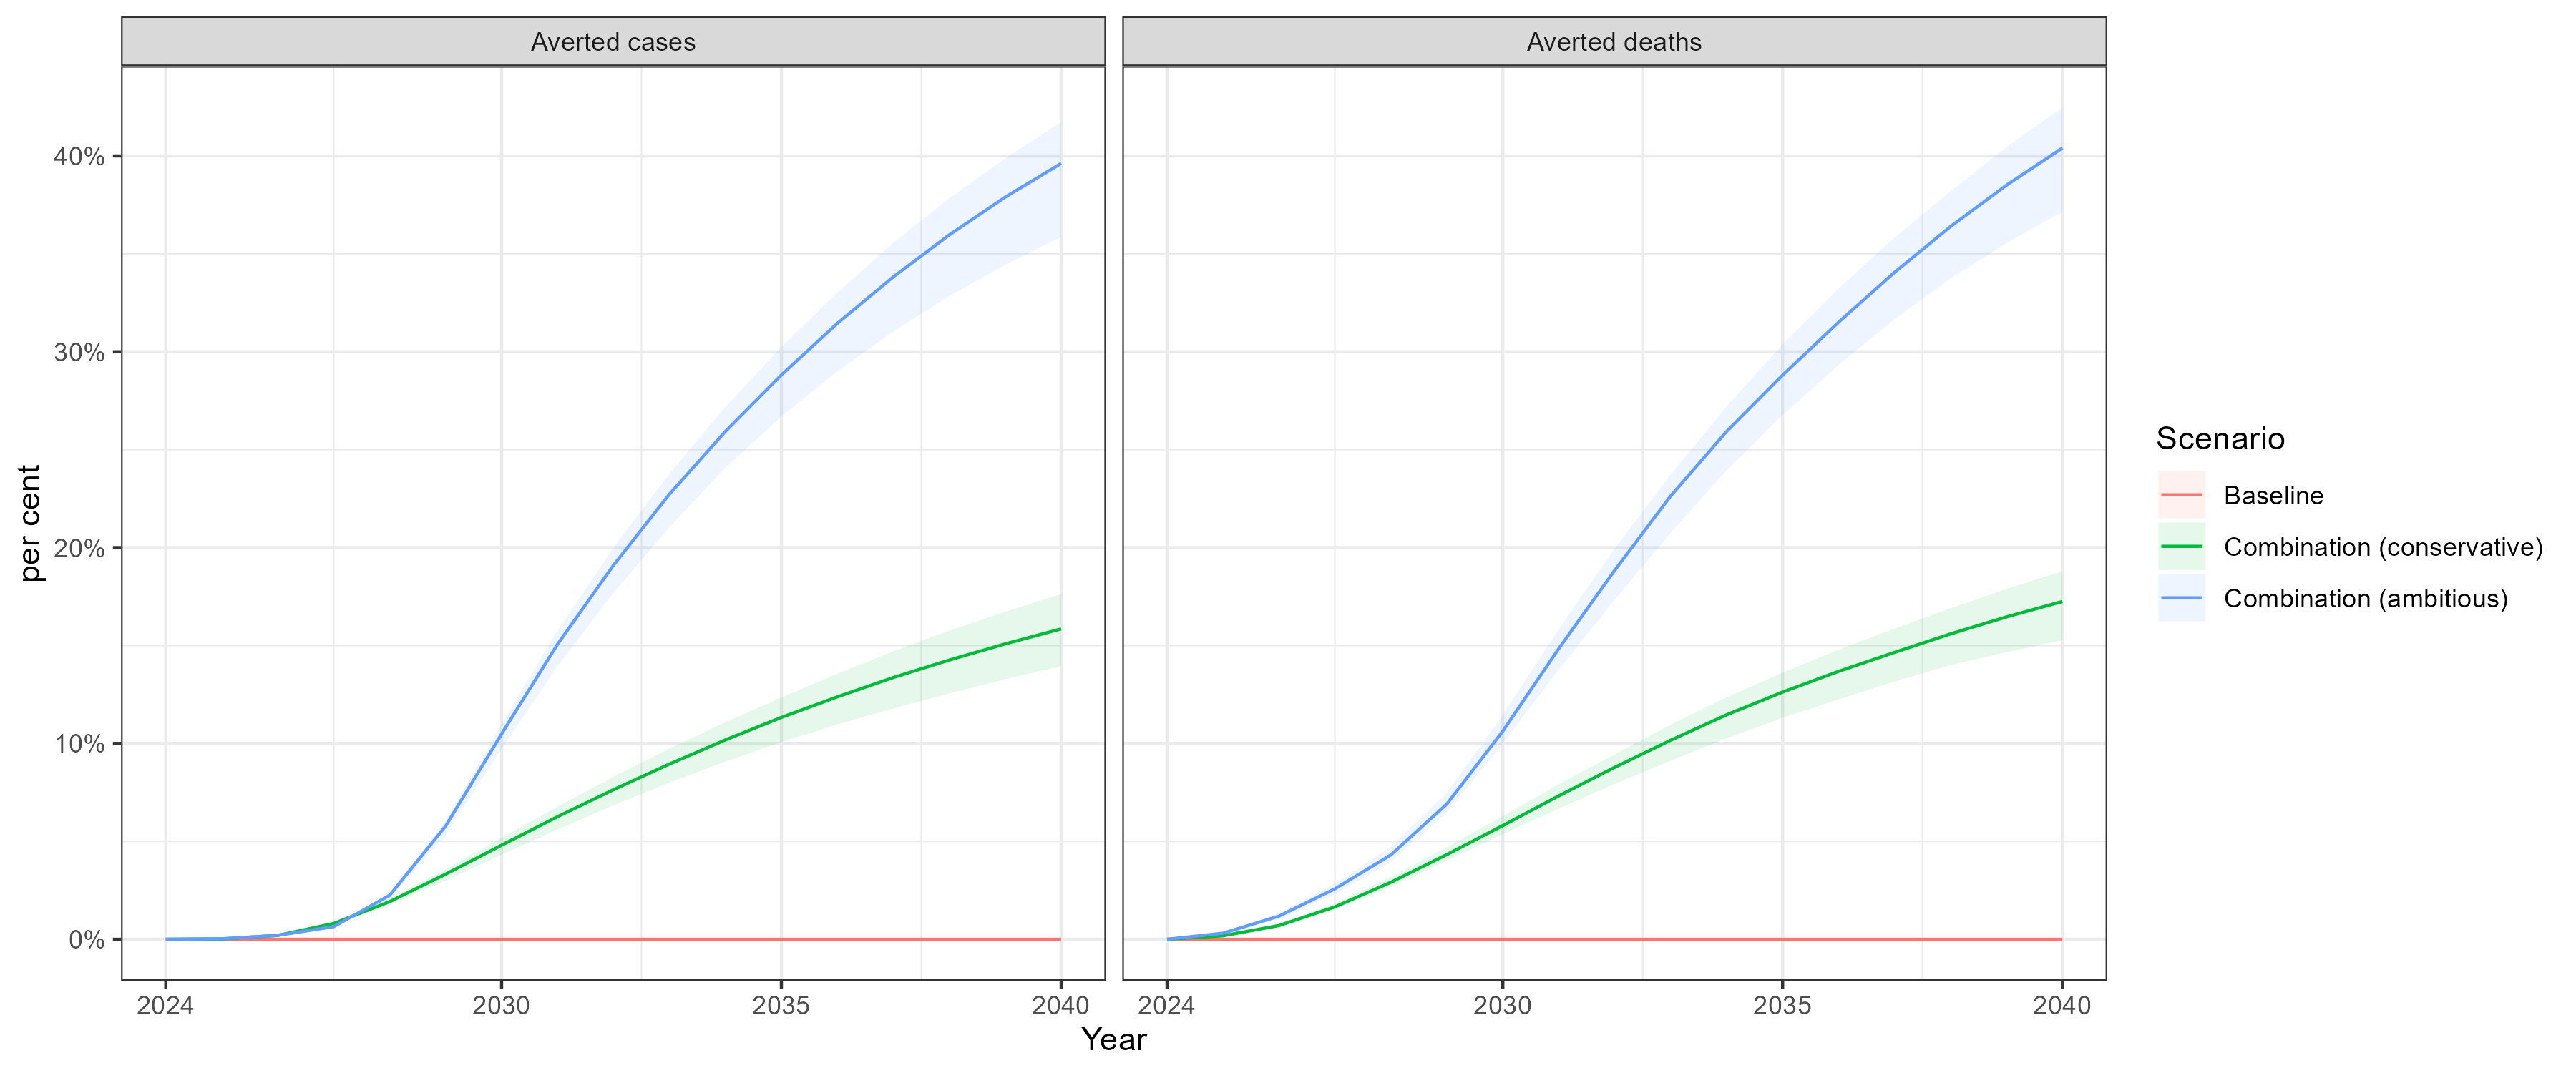 Averted cases
Averted deaths
40%
30%
20%
10%
0%
per cent
2024
2030
2035
2040
2024
2030
2035
2040
Year
Scenario
Baseline
Combination (conservative)
Combination (ambitious)